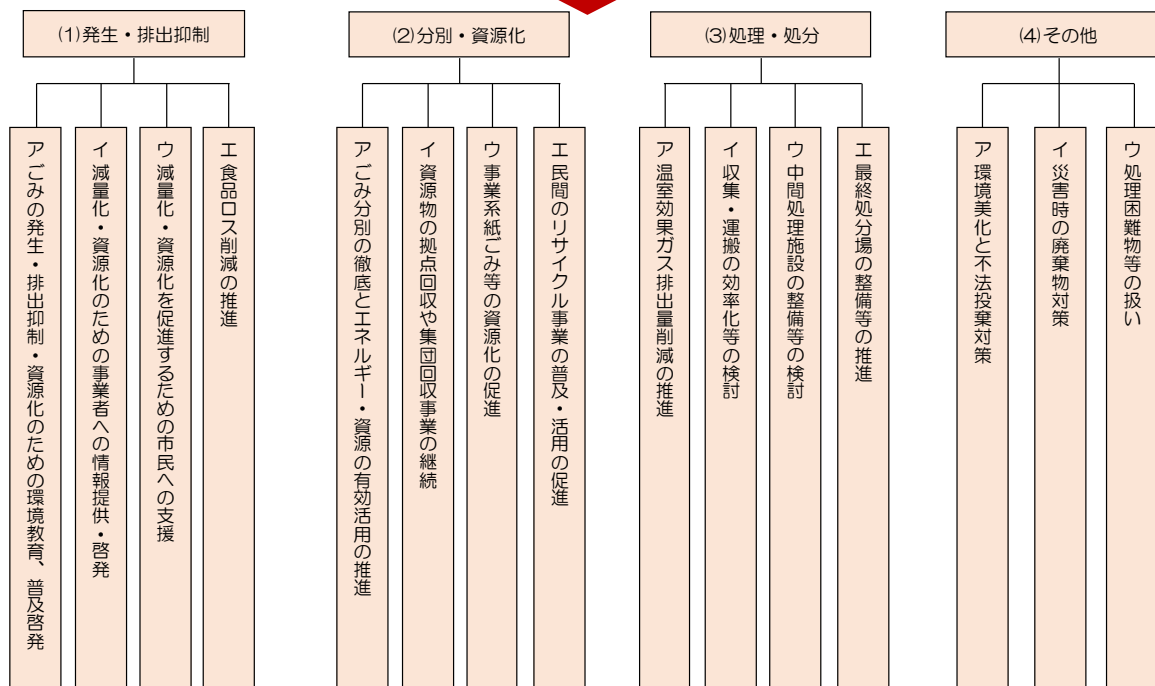 (1)発生・排出抑制
ア ごみの発生・排出抑制・資源化のための環境教育、普及啓発
イ 減量化・資源化のための事業者への情報提供・啓発
ウ 減量化・資源化を促進するための市民への支援
エ 食品ロス削減の推進
(2)分別・資源化
ア ごみ分別の徹底とエネルギー・資源の有効活用の推進
イ 資源物の拠点回収や集団回収事業の継続
ウ 事業系紙ごみ等の資源化の促進
エ 民間のリサイクル事業の普及・活用の促進
(3)処理・処分
ア 温室効果ガス排出量削減の推進
イ 収集・運搬の効率化等の検討
ウ 中間処理施設の整備等の検討
エ 最終処分場の整備等の推進
(4)その他
ア 環境美化と不法投棄対策
イ 災害時の廃棄物対策
ウ 処理困難物等の扱い